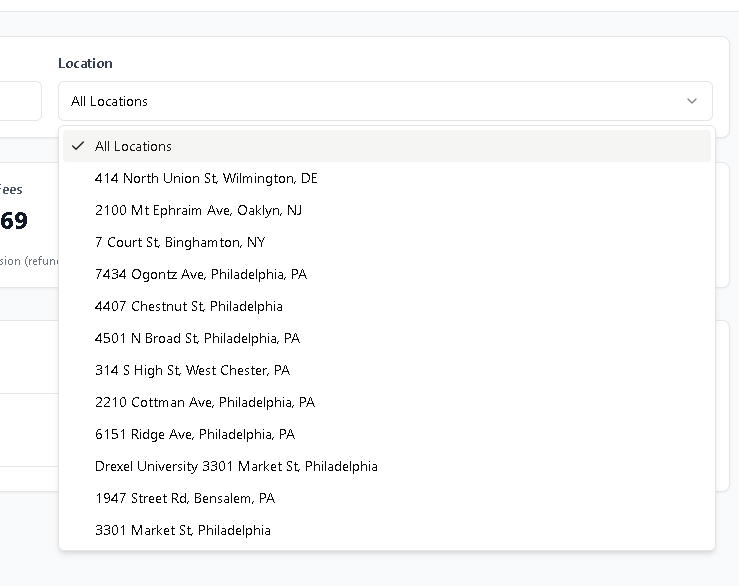 Location
All Locations
All Locations
414 North Union St, Wilmington, DE
2100 Mt Ephraim Ave, Oaklyn, NJ
7 Court St, Binghamton, NY
7434 Ogontz Ave, Philadelphia, PA
4407 Chestnut St, Philadelphia
4501 N Broad St, Philadelphia, PA
314 S High St, West Chester, PA
2210 Cottman Ave, Philadelphia, PA
6151 Ridge Ave, Philadelphia, PA
Drexel University 3301 Market St, Philadelphia
1947 Street Rd, Bensalem, PA
3301 Market St, Philadelphia
ees
69
sion (refun